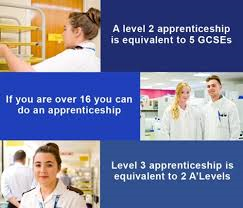 A level 2 apprenticeship
is equivalent to 5 GCSEs
If you are over 16 you can
do an apprenticeship
Level 3 apprenticeship is
equivalent to 2 A'Levels